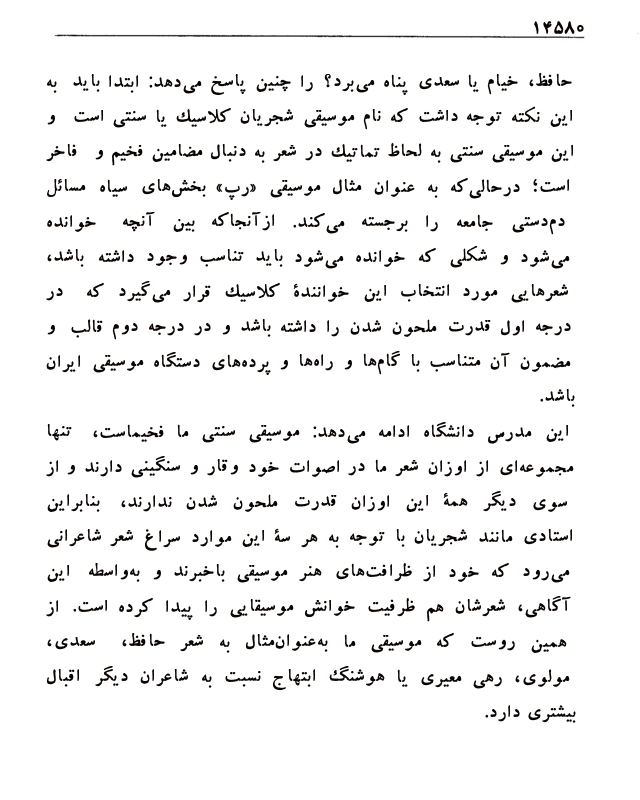 ۱۴۵۸۰
حافظ، خیام یا سعدی پناه می‌برد؟ را چنین پاسخ می‌دهد: ابتدا باید به
این نکته توجه داشت که نام موسیقی شجریان کلاسیك یا سنتی است و
این موسیقی سنتی به لحاظ تماتیك در شعر به دنبال مضامین فخیم و فاخر
است؛ درحالی‌که به عنوان مثال موسیقی «رپ» بخش‌های سیاه مسائل
دم‌دستی جامعه را برجسته می‌کند. ازآنجاکه بین آنچه خوانده
می‌شود و شکلی که خوانده می‌شود باید تناسب وجود داشته باشد،
شعرهایی مورد انتخاب این خوانندۀ کلاسیك قرار می‌گیرد که در
درجه اول قدرت ملحون شدن را داشته باشد و در درجه دوم قالب و
مضمون آن متناسب با گام‌ها و راه‌ها و پرده‌های دستگاه موسیقی ایران
باشد.
این مدرس دانشگاه ادامه می‌دهد: موسیقی سنتی ما فخیم‌است، تنها
مجموعه‌ای از اوزان شعر ما در اصوات خود وقار و سنگینی دارند و از
سوی دیگر همۀ این اوزان قدرت ملحون شدن ندارند، بنابراین
استادی مانند شجریان با توجه به هر سۀ این موارد سراغ شعر شاعرانی
می‌رود که خود از ظرافت‌های هنر موسیقی باخبرند و به‌واسطه این
آگاهی، شعرشان هم ظرفیت خوانش موسیقایی را پیدا کرده است. از
همین روست که موسیقی ما به‌عنوان‌مثال به شعر حافظ، سعدی،
مولوی، رهی معیری یا هوشنگ ابتهاج نسبت به شاعران دیگر اقبال
بیشتری دارد.